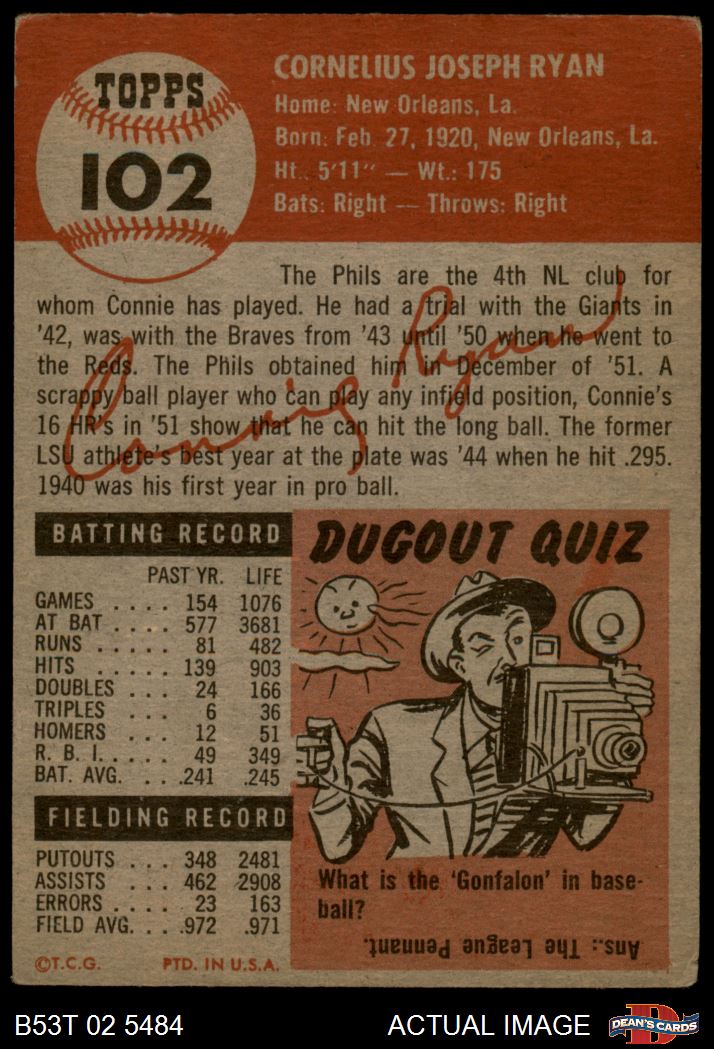 TOPPS
102
CORNELIUS JOSEPH RYAN
Home: New Orleans, La.
Born: Feb. 27, 1920, New Orleans, La.
Ht.: 5'11" — Wt.: 175
Bats: Right — Throws: Right
The Phils are the 4th NL club for
whom Connie has played. He had a trial with the Giants in
'42, was with the Braves from '43 until '50 when he went to
the Reds. The Phils obtained him in December of '51. A
scrappy ball player who can play any infield position, Connie's
16 HR's in '51 show that he can hit the long ball. The former
LSU athlete's best year at the plate was '44 when he hit .295.
1940 was his first year in pro ball.
Connie Ryan
BATTING RECORD
PAST YR. LIFE
GAMES .... 154 1076
AT BAT .... 577 3681
RUNS ..... 81 482
HITS ..... 139 903
DOUBLES ... 24 166
TRIPLES ... 6 36
HOMERS ... 12 51
R. B. I. .... 49 349
BAT. AVG. ... .241 .245
FIELDING RECORD
PUTOUTS ... 348 2481
ASSISTS ... 462 2908
ERRORS .... 23 163
FIELD AVG. ... .972 .971
©T.C.G. PTD. IN U.S.A.
DUGOUT QUIZ
What is the 'Gonfalon' in base-
ball?
Ans.: The League Pennant.
B53T 02 5484 ACTUAL IMAGE
DEAN'S CARDS